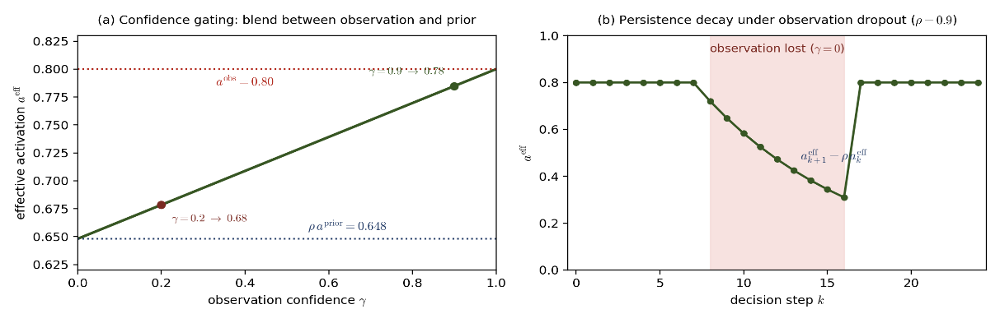 (a) Confidence gating: blend between observation and prior
effective activation a^eff
0.825
0.800
0.775
0.750
0.725
0.700
0.675
0.650
0.625
γ=0.9 → 0.78
a^obs = 0.80
γ=0.2 → 0.68
ρ a^prior = 0.648
0.0 0.2 0.4 0.6 0.8 1.0
observation confidence γ
(b) Persistence decay under observation dropout (ρ=0.9)
a^eff
1.0
0.8
0.6
0.4
0.2
0.0
observation lost (γ=0)
a^eff_{k+1} = ρ a^eff_k
0 5 10 15 20
decision step k